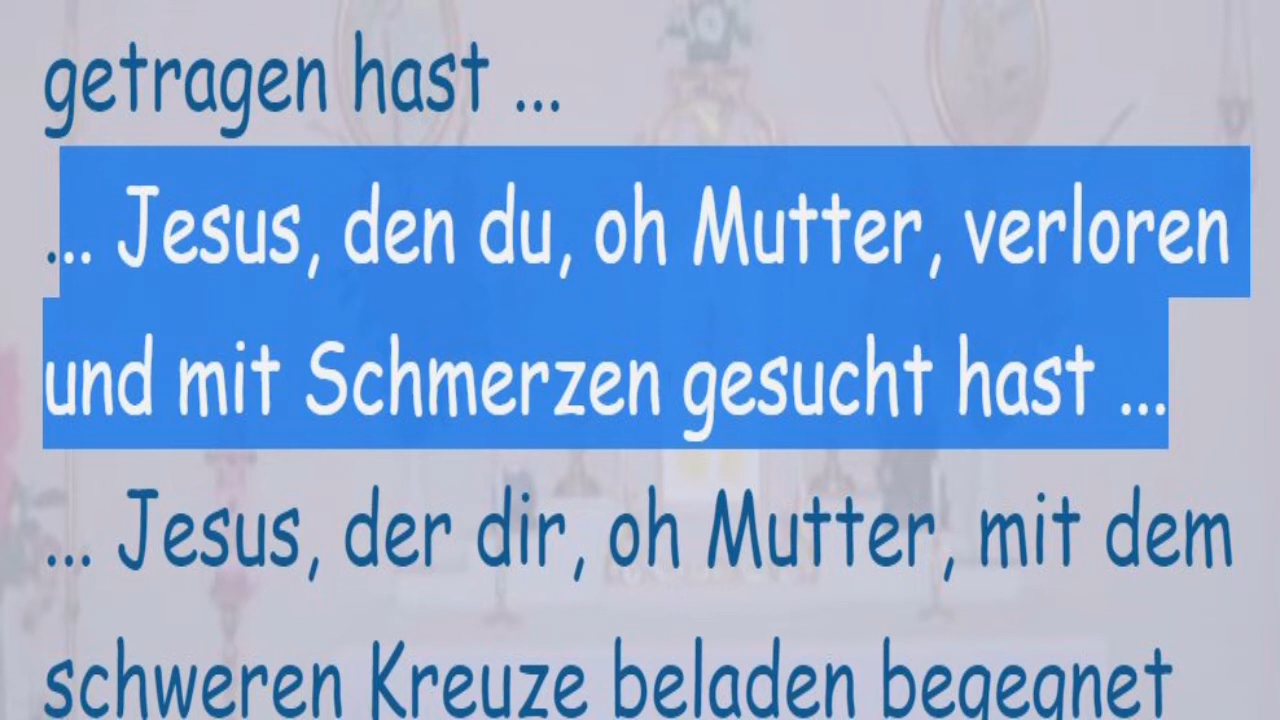 getragen hast ...
... Jesus, den du, oh Mutter, verloren
und mit Schmerzen gesucht hast ...
... Jesus, der dir, oh Mutter, mit dem
schweren Kreuze beladen begegnet